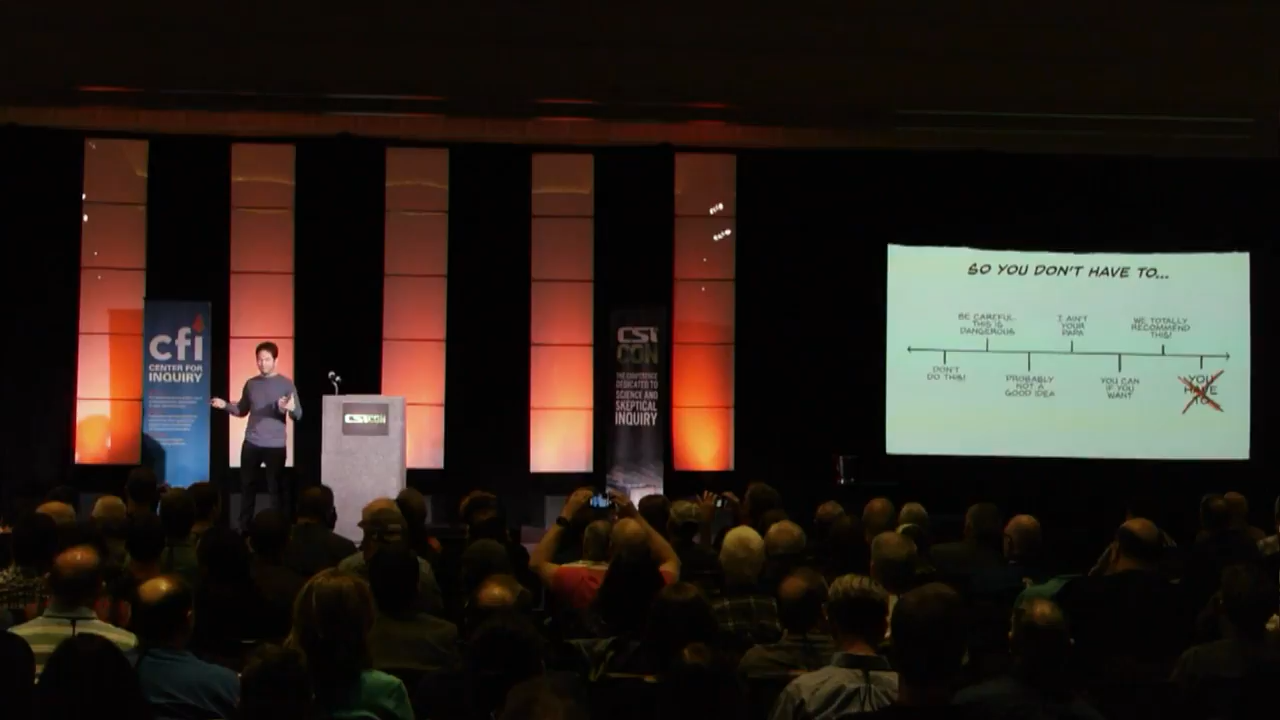 cfi
CENTER FOR
INQUIRY
CSI
CON
THE CONFERENCE
DEDICATED TO
SCIENCE AND
SKEPTICAL
INQUIRY
SO YOU DON'T HAVE TO...
BE CAREFUL
THIS IS
DANGEROUS
I AIN'T
YOUR
PAPA
WE TOTALLY
RECOMMEND
THIS!
DON'T
DO THIS!
PROBABLY
NOT A
GOOD IDEA
YOU CAN
IF YOU
WANT
YOU
HAVE
TO